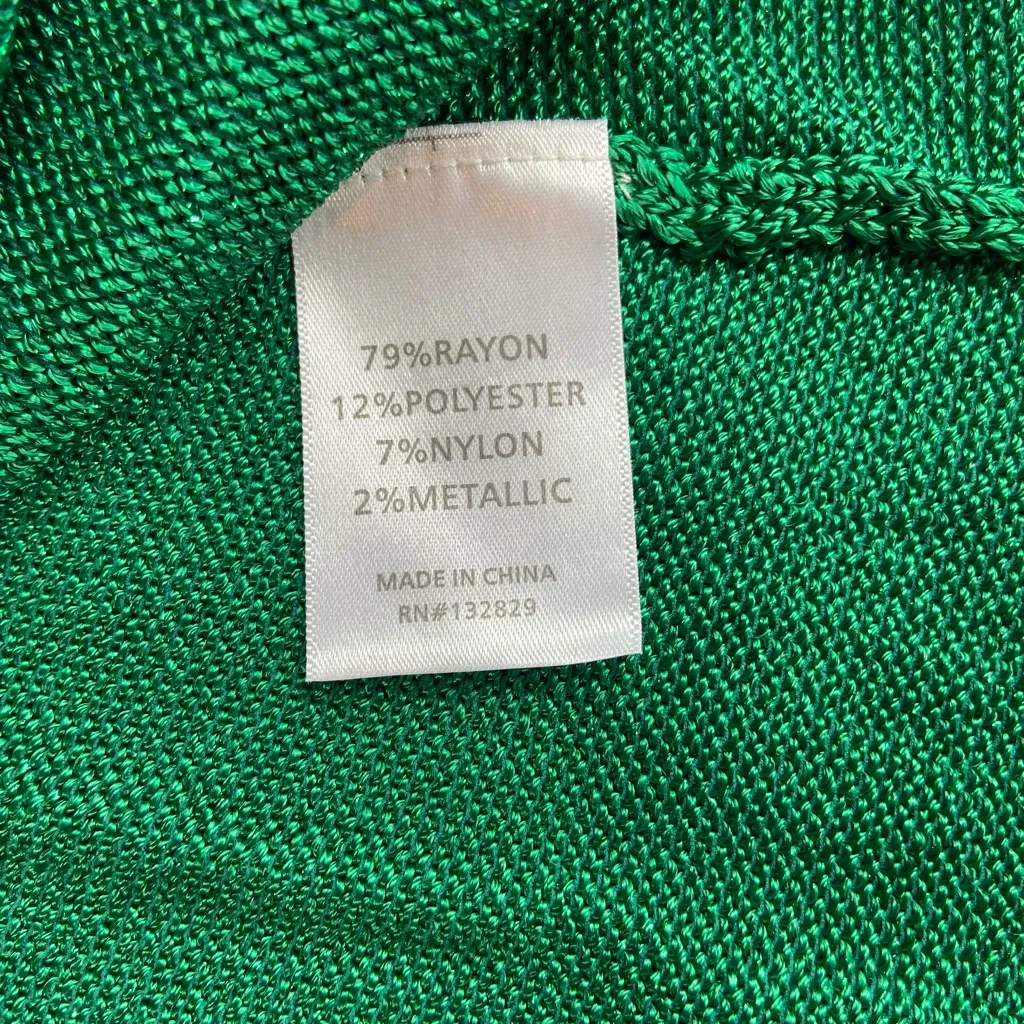 79%RAYON
12%POLYESTER
7%NYLON
2%METALLIC
MADE IN CHINA
RN#132829